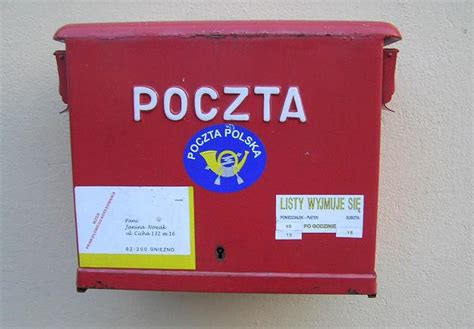 POCZTA
POCZTA POLSKA
LISTY WYJMUJE SIĘ
PONIEDZIAŁEK - PIĄTEK SOBOTA
PO GODZINIE
15
Pani
Janina Nowak
ul. Cicha 132 m 16
62-200 GNIEZNO